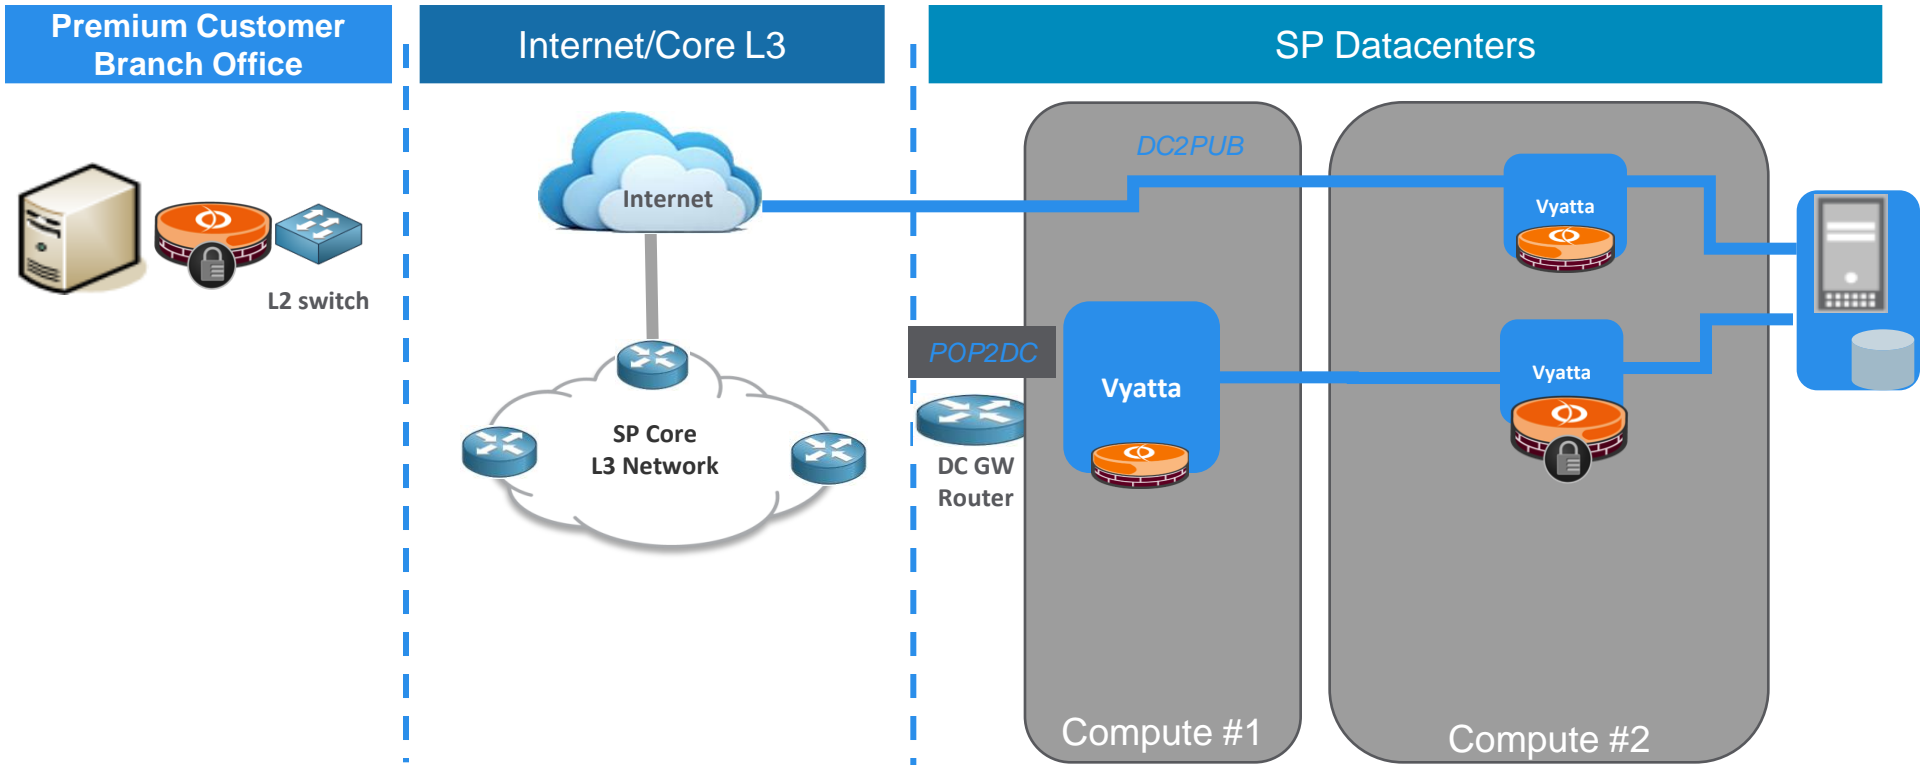 Premium Customer
Branch Office
Internet/Core L3
SP Datacenters
L2 switch
Internet
SP Core
L3 Network
POP2DC
DC GW
Router
DC2PUB
Vyatta
Vyatta
Vyatta
Compute #1
Compute #2